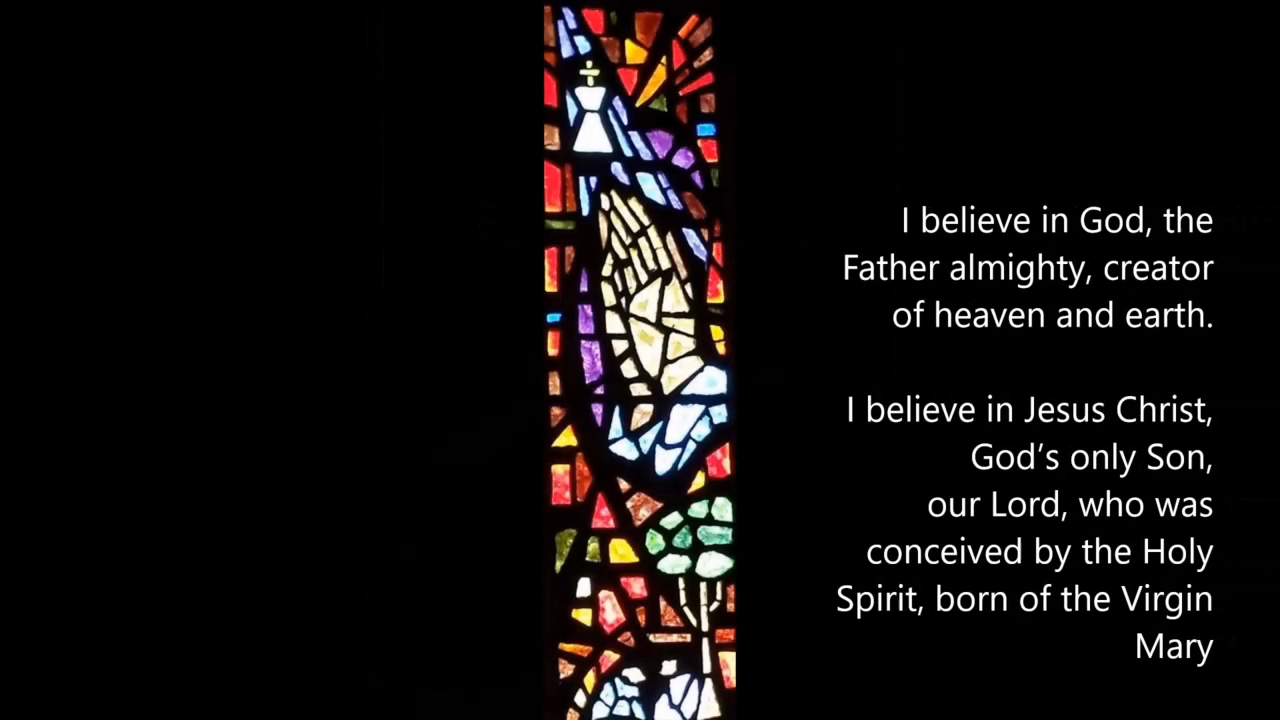 I believe in God, the
Father almighty, creator
of heaven and earth.
I believe in Jesus Christ,
God’s only Son,
our Lord, who was
conceived by the Holy
Spirit, born of the Virgin
Mary